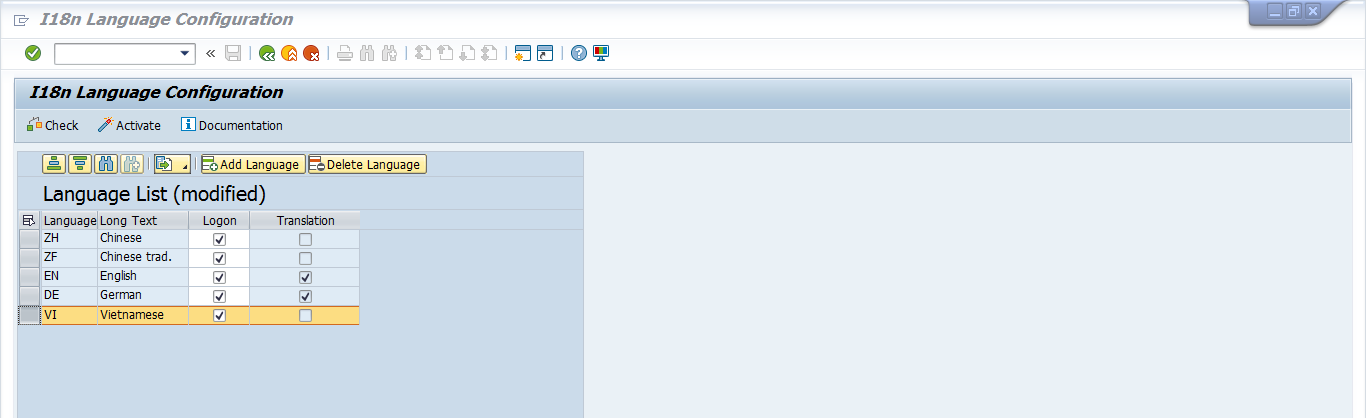 I18n Language Configuration
I18n Language Configuration
Check Activate Documentation
Add Language Delete Language
Language List (modified)
Language Long Text Logon Translation
ZH Chinese
ZF Chinese trad.
EN English
DE German
VI Vietnamese